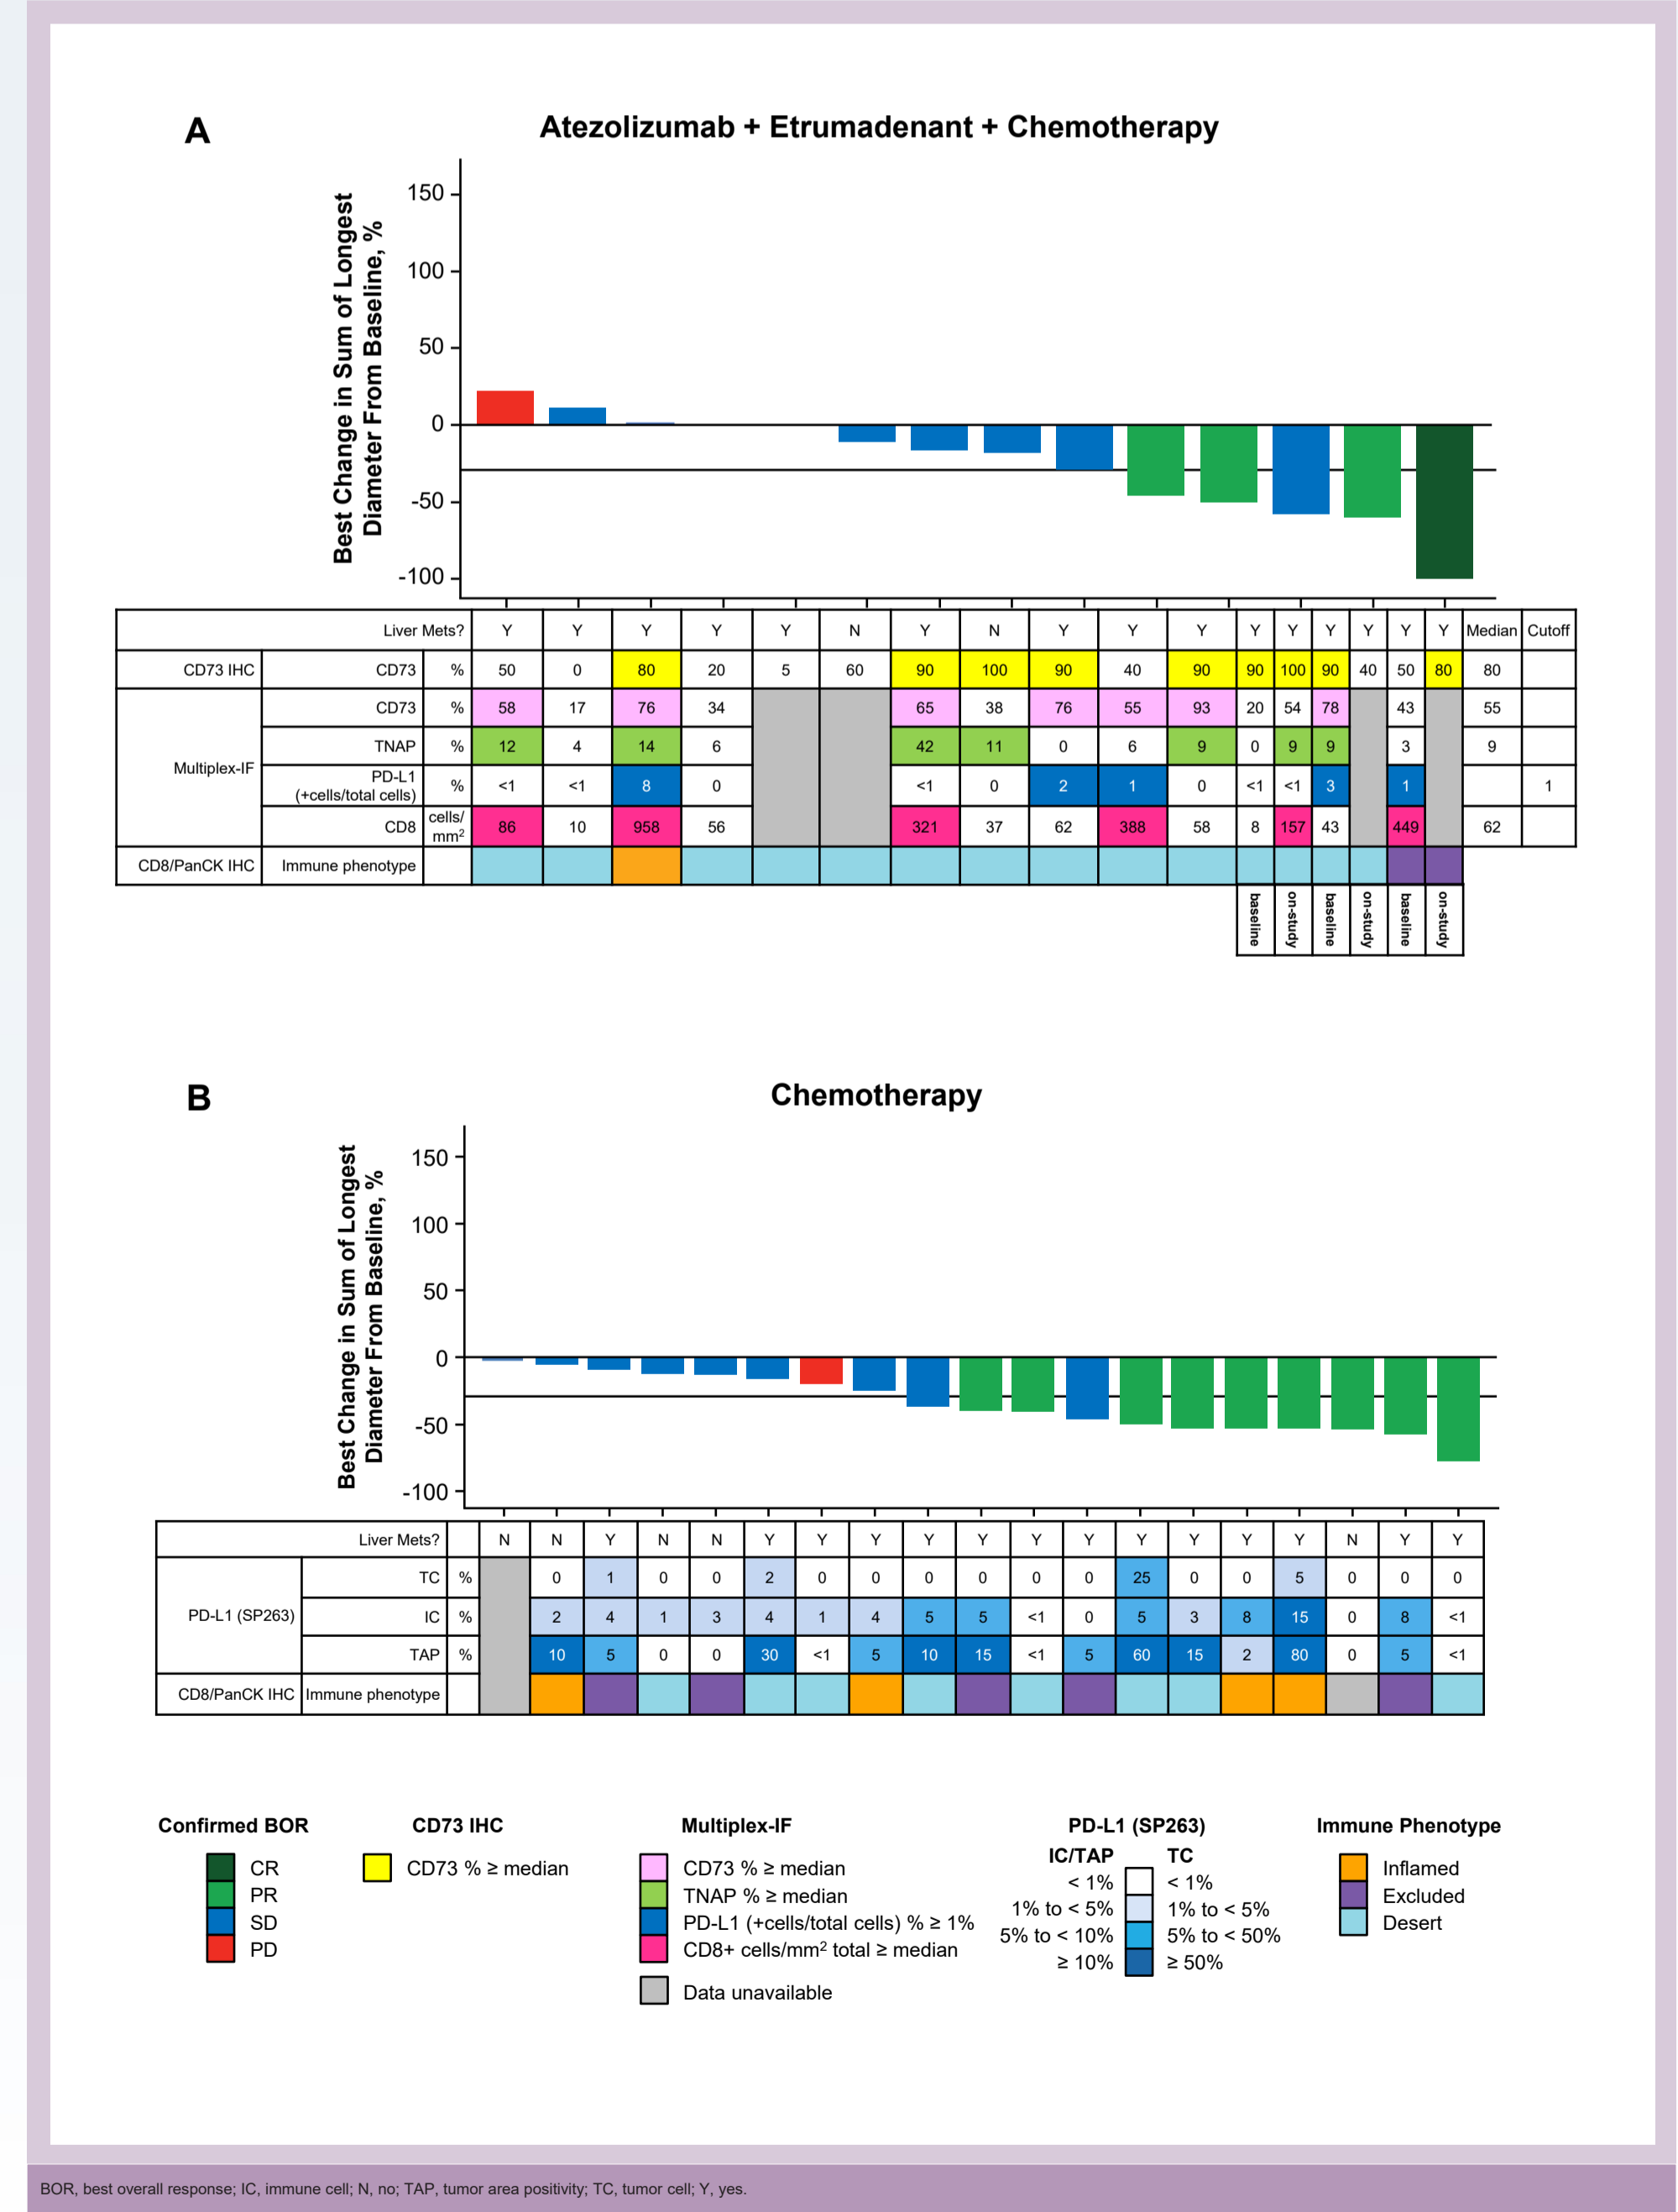 A
Atezolizumab + Etrumadenant + Chemotherapy
Best Change in Sum of Longest
Diameter From Baseline, %
150
100
50
0
-50
-100
Liver Mets? Y Y Y Y Y N Y N Y Y Y Y Y Y Y Y Y Median Cutoff
CD73 IHC CD73 % 50 0 80 20 5 60 90 100 90 40 90 90 100 90 40 50 80 80
Multiplex-IF
CD73 % 58 17 76 34 65 38 76 55 93 20 54 78 43 55
TNAP % 12 4 14 6 42 11 0 6 9 0 9 9 3 9
PD-L1
(+cells/total cells) % <1 <1 8 0 <1 0 2 1 0 <1 <1 3 1 1
CD8 cells/
mm2 86 10 958 56 321 37 62 388 58 8 157 43 449 62
CD8/PanCK IHC Immune phenotype
baseline on-study baseline on-study baseline on-study
B
Chemotherapy
Best Change in Sum of Longest
Diameter From Baseline, %
150
100
50
0
-50
-100
Liver Mets? N N Y N N Y Y Y Y Y Y Y Y Y Y Y N Y Y
PD-L1 (SP263)
TC % 0 1 0 0 2 0 0 0 0 0 0 25 0 0 5 0 0 0
IC % 2 4 1 3 4 1 4 5 5 <1 0 5 3 8 15 0 8 <1
TAP % 10 5 0 0 30 <1 5 10 15 <1 5 60 15 2 80 0 5 <1
CD8/PanCK IHC Immune phenotype
Confirmed BOR
CR
PR
SD
PD
CD73 IHC
CD73 % ≥ median
Multiplex-IF
CD73 % ≥ median
TNAP % ≥ median
PD-L1 (+cells/total cells) % ≥ 1%
CD8+ cells/mm2 total ≥ median
Data unavailable
PD-L1 (SP263)
IC/TAP TC
< 1% < 1%
1% to < 5% 1% to < 5%
5% to < 10% 5% to < 50%
≥ 10% ≥ 50%
Immune Phenotype
Inflamed
Excluded
Desert
BOR, best overall response; IC, immune cell; N, no; TAP, tumor area positivity; TC, tumor cell; Y, yes.